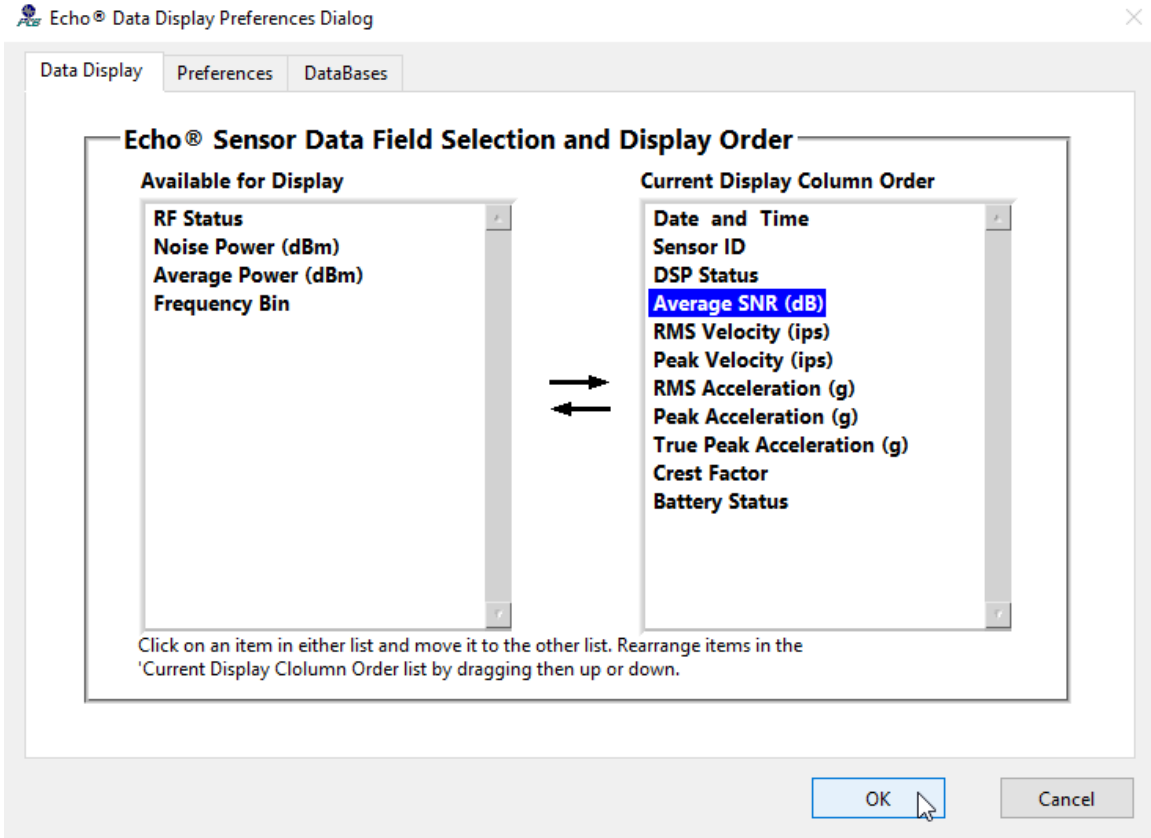 PCB Echo® Data Display Preferences Dialog
Data Display Preferences DataBases
Echo® Sensor Data Field Selection and Display Order
Available for Display
RF Status
Noise Power (dBm)
Average Power (dBm)
Frequency Bin
Current Display Column Order
Date and Time
Sensor ID
DSP Status
Average SNR (dB)
RMS Velocity (ips)
Peak Velocity (ips)
RMS Acceleration (g)
Peak Acceleration (g)
True Peak Acceleration (g)
Crest Factor
Battery Status
Click on an item in either list and move it to the other list. Rearrange items in the
'Current Display Clolumn Order list by dragging then up or down.
OK Cancel